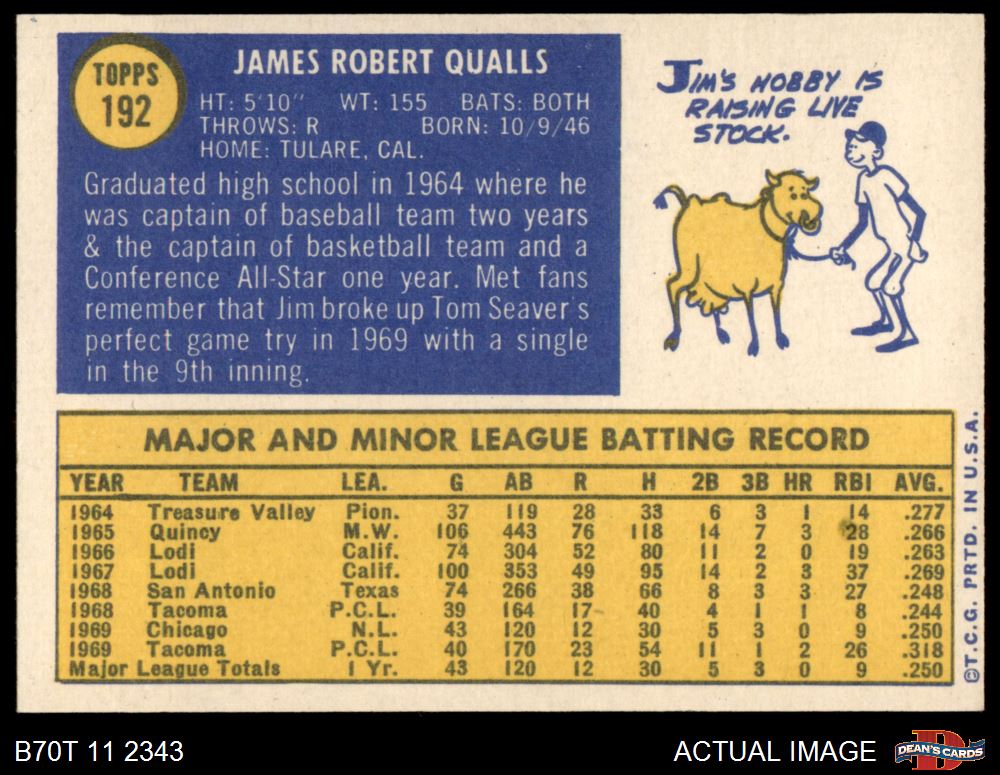 TOPPS
192
JAMES ROBERT QUALLS
HT: 5'10" WT: 155 BATS: BOTH
THROWS: R BORN: 10/9/46
HOME: TULARE, CAL.
Graduated high school in 1964 where he
was captain of baseball team two years
& the captain of basketball team and a
Conference All-Star one year. Met fans
remember that Jim broke up Tom Seaver's
perfect game try in 1969 with a single
in the 9th inning.
JIM'S HOBBY IS
RAISING LIVE
STOCK.
MAJOR AND MINOR LEAGUE BATTING RECORD
YEAR TEAM LEA. G AB R H 2B 3B HR RBI AVG.
1964 Treasure Valley Pion. 37 119 28 33 6 3 1 14 .277
1965 Quincy M.W. 106 443 76 118 14 7 3 28 .266
1966 Lodi Calif. 74 304 52 80 11 2 0 19 .263
1967 Lodi Calif. 100 353 49 95 14 2 3 37 .269
1968 San Antonio Texas 74 266 38 66 8 3 3 27 .248
1968 Tacoma P.C.L. 39 164 17 40 4 1 1 8 .244
1969 Chicago N.L. 43 120 12 30 5 3 0 9 .250
1969 Tacoma P.C.L. 40 170 23 54 11 1 2 26 .318
Major League Totals 1 Yr. 43 120 12 30 5 3 0 9 .250
©T.C.G. PRTD. IN U.S.A.
B70T 11 2343
ACTUAL IMAGE
DEAN'S CARDS